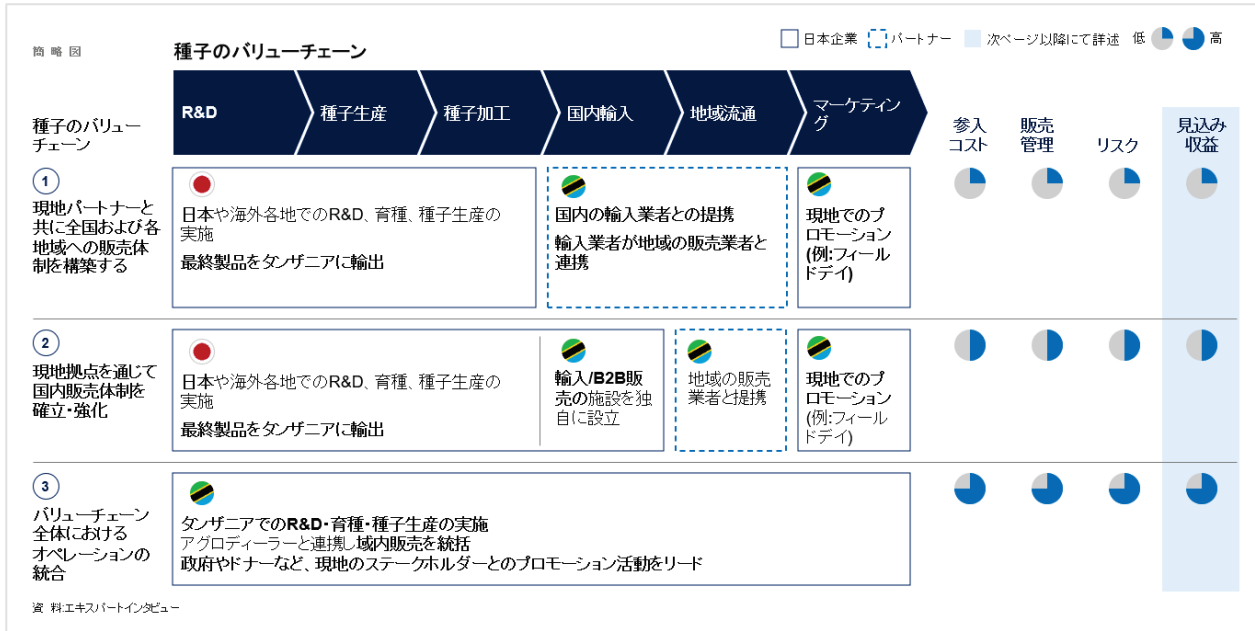 簡略図
種子のバリューチェーン
日本企業 パートナー 次ページ以降にて詳述 低 高
種子のバリュー
チェーン
R&D
種子生産
種子加工
国内輸入
地域流通
マーケティン
グ
参入
コスト
販売
管理
リスク
見込み
収益
1
現地パートナーと
共に全国および各
地域への販売体
制を構築する
日本や海外各地でのR&D、育種、種子生産の
実施
最終製品をタンザニアに輸出
国内の輸入業者との提携
輸入業者が地域の販売業者と
連携
現地でのプ
ロモーション
(例:フィール
ドデイ)
2
現地拠点を通じて
国内販売体制を
確立・強化
日本や海外各地でのR&D、育種、種子生産の
実施
最終製品をタンザニアに輸出
輸入/B2B販
売の施設を独
自に設立
地域の販売
業者と提携
現地でのプ
ロモーション
(例:フィール
ドデイ)
3
バリューチェーン
全体における
オペレーションの
統合
タンザニアでのR&D・育種・種子生産の実施
アグロディーラーと連携し域内販売を統括
政府やドナーなど、現地のステークホルダーとのプロモーション活動をリード
資 料:エキスパートインタビュー